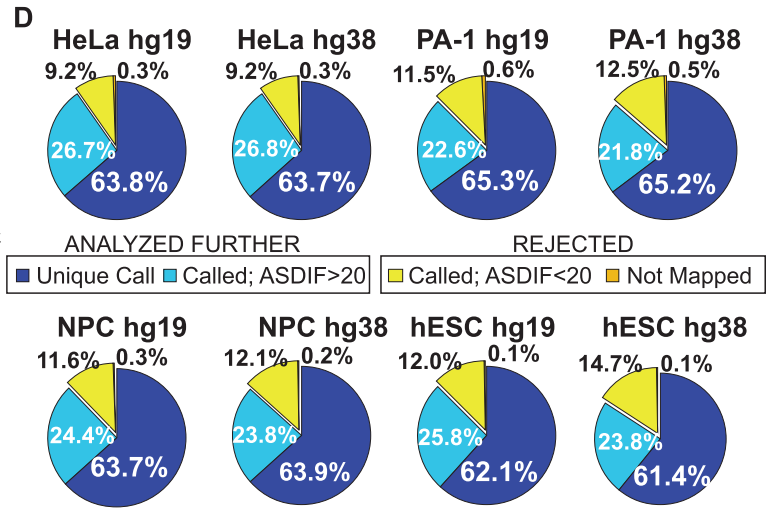 D
HeLa hg19 HeLa hg38 PA-1 hg19 PA-1 hg38
9.2% 0.3% 9.2% 0.3% 11.5% 0.6% 12.5% 0.5%
26.7% 26.8% 22.6% 21.8%
63.8% 63.7% 65.3% 65.2%
ANALYZED FURTHER REJECTED
Unique Call Called; ASDIF>20 Called; ASDIF<20 Not Mapped
NPC hg19 NPC hg38 hESC hg19 hESC hg38
11.6% 0.3% 12.1% 0.2% 12.0% 0.1% 14.7% 0.1%
24.4% 23.8% 25.8% 23.8%
63.7% 63.9% 62.1% 61.4%